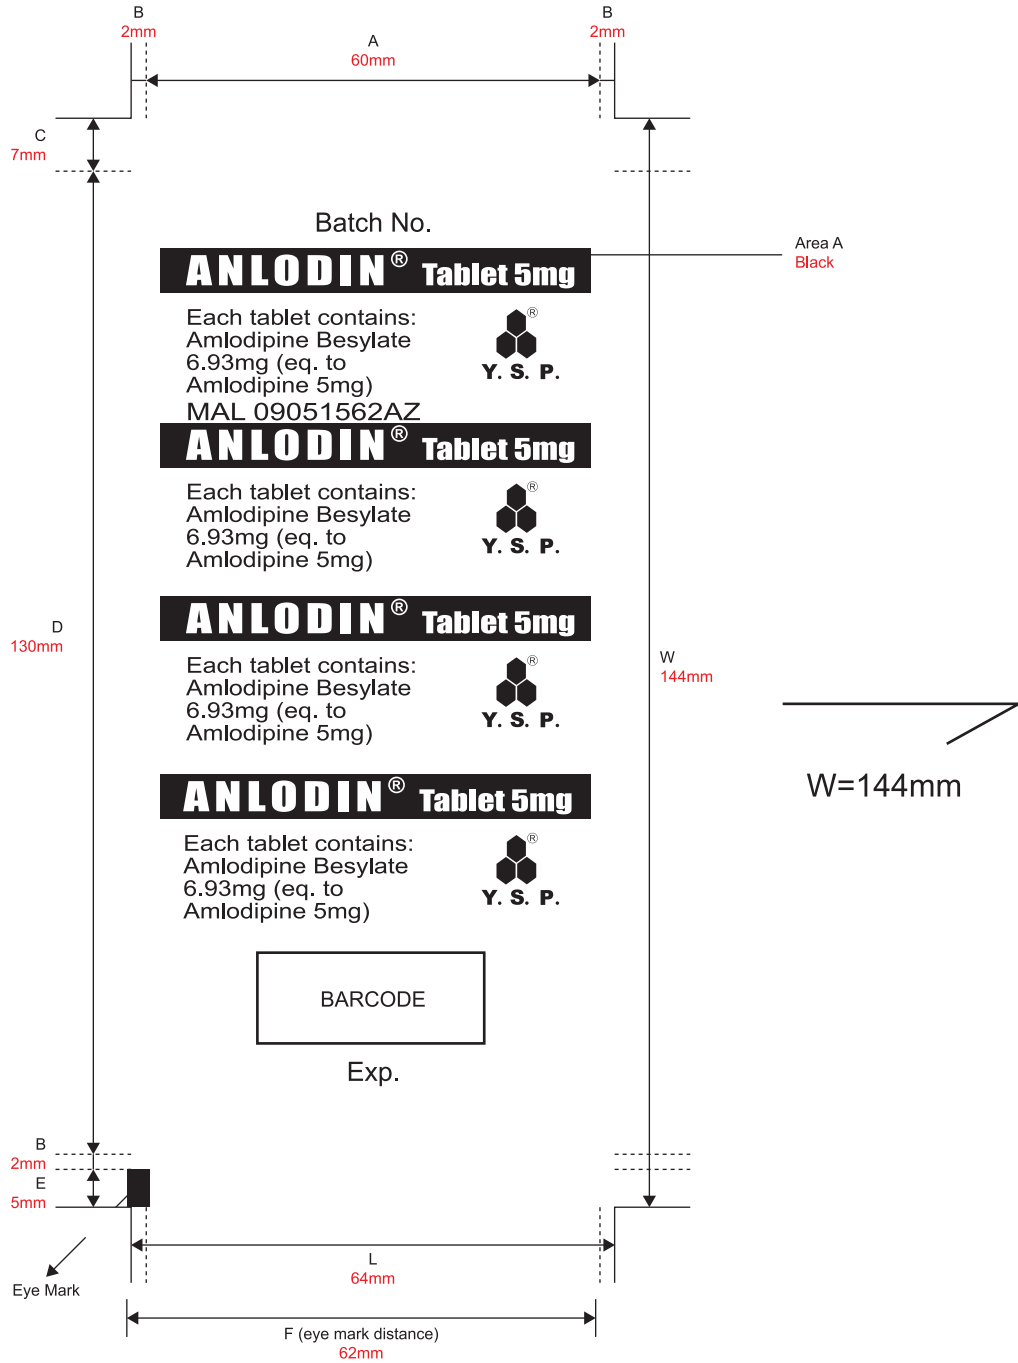 B
2mm
A
60mm
B
2mm
C
7mm
Batch No.
Area A
Black
ANLODIN® Tablet 5mg
Each tablet contains:
Amlodipine Besylate
6.93mg (eq. to
Amlodipine 5mg)
MAL 09051562AZ
®
Y. S. P.
ANLODIN® Tablet 5mg
Each tablet contains:
Amlodipine Besylate
6.93mg (eq. to
Amlodipine 5mg)
®
Y. S. P.
ANLODIN® Tablet 5mg
D
130mm
Each tablet contains:
Amlodipine Besylate
6.93mg (eq. to
Amlodipine 5mg)
®
Y. S. P.
W
144mm
W=144mm
ANLODIN® Tablet 5mg
Each tablet contains:
Amlodipine Besylate
6.93mg (eq. to
Amlodipine 5mg)
®
Y. S. P.
BARCODE
Exp.
B
2mm
E
5mm
Eye Mark
L
64mm
F (eye mark distance)
62mm